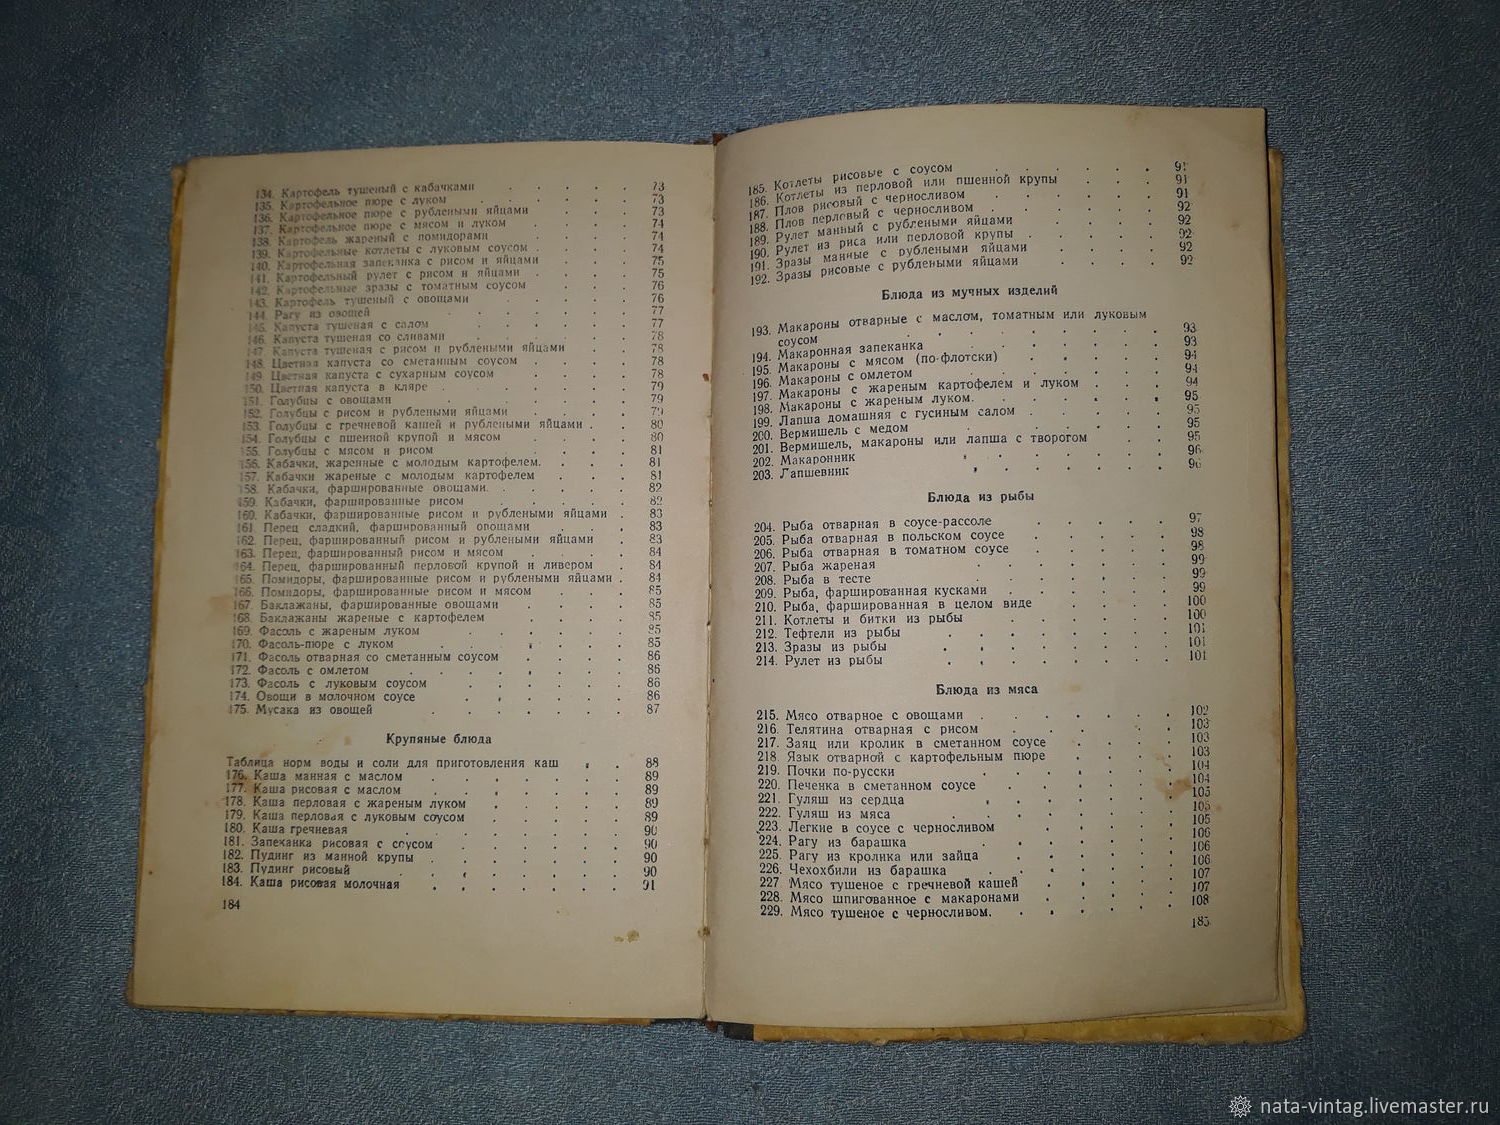 134. Картофель тушеный с кабачками . . . . . 73
135. Картофельное пюре с луком . . . . . 73
136. Картофельное пюре с рублеными яйцами . . . 73
137. Картофельное пюре с мясом и луком . . . . 74
138. Картофель жареный с помидорами . . . . 74
139. Картофельные котлеты с луковым соусом . . . . 74
140. Картофельная запеканка с рисом и яйцами . . . 75
141. Картофельный рулет с рисом и яйцами . . . . 75
142. Картофельные зразы с томатным соусом . . . 76
143. Картофель тушеный с овощами . . . . . 76
144. Рагу из овощей . . . . . . . 77
145. Капуста тушеная с салом . . . . . . 77
146. Капуста тушеная со сливами . . . . . 78
147. Капуста тушеная с рисом и рублеными яйцами . . 78
148. Цветная капуста со сметанным соусом . . . . 78
149. Цветная капуста с сухарным соусом . . . . 78
150. Цветная капуста в кляре . . . . . . 79
151. Голубцы с овощами . . . . . . 79
152. Голубцы с рисом и рублеными яйцами . . . . 79
153. Голубцы с гречневой кашей и рублеными яйцами . . 80
154. Голубцы с пшенной крупой и мясом . . . . 80
155. Голубцы с мясом и рисом . . . . . 81
156. Кабачки, жаренные с молодым картофелем. . . . 81
157. Кабачки жареные с молодым картофелем . . . 81
158. Кабачки, фаршированные овощами. . . . . 82
159. Кабачки, фаршированные рисом . . . . . 82
160. Кабачки, фаршированные рисом и рублеными яйцами . 83
161. Перец сладкий, фаршированный овощами . . . 83
162. Перец, фаршированный рисом и рублеными яйцами . 83
163. Перец, фаршированный рисом и мясом . . . . 84
164. Перец, фаршированный перловой крупой и ливером . 84
165. Помидоры, фаршированные рисом и рублеными яйцами . 84
166. Помидоры, фаршированные рисом и мясом . . . 85
167. Баклажаны, фаршированные овощами . . . . 85
168. Баклажаны жареные с картофелем . . . . 85
169. Фасоль с жареным луком . . . . . 85
170. Фасоль-пюре с луком . . . . . . 85
171. Фасоль отварная со сметанным соусом . . . . 86
172. Фасоль с омлетом . . . . . . . 86
173. Фасоль с луковым соусом . . . . . 86
174. Овощи в молочном соусе . . . . . 86
175. Мусака из овощей . . . . . . 87
Крупяные блюда
Таблица норм воды и соли для приготовления каш . . 88
176. Каша манная с маслом . . . . . . 89
177. Каша рисовая с маслом . . . . . . 89
178. Каша перловая с жареным луком . . . . . 89
179. Каша перловая с луковым соусом . . . . . 89
180. Каша гречневая . . . . . . . 90
181. Запеканка рисовая с соусом . . . . . . 90
182. Пудинг из манной крупы . . . . . . 90
183. Пудинг рисовый . . . . . . . 90
184. Каша рисовая молочная . . . . . . 91
184
185. Котлеты рисовые с соусом . . . . . 91
186. Котлеты из перловой или пшенной крупы . . . 91
187. Плов рисовый с черносливом . . . . . 91
188. Плов перловый с черносливом . . . . . 92
189. Рулет манный с рублеными яйцами . . . . 92
190. Рулет из риса или перловой крупы . . . . 92
191. Зразы манные с рублеными яйцами . . . . 92
192. Зразы рисовые с рублеными яйцами . . . . 92
Блюда из мучных изделий
193. Макароны отварные с маслом, томатным или луковым
соусом . . . . . . . 93
194. Макаронная запеканка . . . . . . 93
195. Макароны с мясом (по-флотски) . . . . 94
196. Макароны с омлетом . . . . . . 94
197. Макароны с жареным картофелем и луком . . . 94
198. Макароны с жареным луком. . . . . . 95
199. Лапша домашняя с гусиным салом . . . . 95
200. Вермишель с медом . . . . . . 95
201. Вермишель, макароны или лапша с творогом . . . 95
202. Макаронник . . . . . . . 96
203. Лапшевник . . . . . . . 96
Блюда из рыбы
204. Рыба отварная в соусе-рассоле . . . . 97
205. Рыба отварная в польском соусе . . . . 98
206. Рыба отварная в томатном соусе . . . . 98
207. Рыба жареная . . . . . . 99
208. Рыба в тесте . . . . . . 99
209. Рыба, фаршированная кусками . . . . 99
210. Рыба, фаршированная в целом виде . . . . 100
211. Котлеты и битки из рыбы . . . . . 100
212. Тефтели из рыбы . . . . . . 101
213. Зразы из рыбы . . . . . . 101
214. Рулет из рыбы . . . . . . 101
Блюда из мяса
215. Мясо отварное с овощами . . . . . . 102
216. Телятина отварная с рисом . . . . . 103
217. Заяц или кролик в сметанном соусе . . . . 103
218. Язык отварной с картофельным пюре . . . . 103
219. Почки по-русски . . . . . . 104
220. Печенка в сметанном соусе . . . . . 104
221. Гуляш из сердца . . . . . . 105
222. Гуляш из мяса . . . . . . 105
223. Легкие в соусе с черносливом . . . . 105
224. Рагу из барашка . . . . . . 106
225. Рагу из кролика или зайца . . . . . 106
226. Чехохбили из барашка . . . . . . 106
227. Мясо тушеное с гречневой кашей . . . . 107
228. Мясо шпигованное с макаронами . . . . 107
229. Мясо тушеное с черносливом. . . . . 108
185
nata-vintag.livemaster.ru